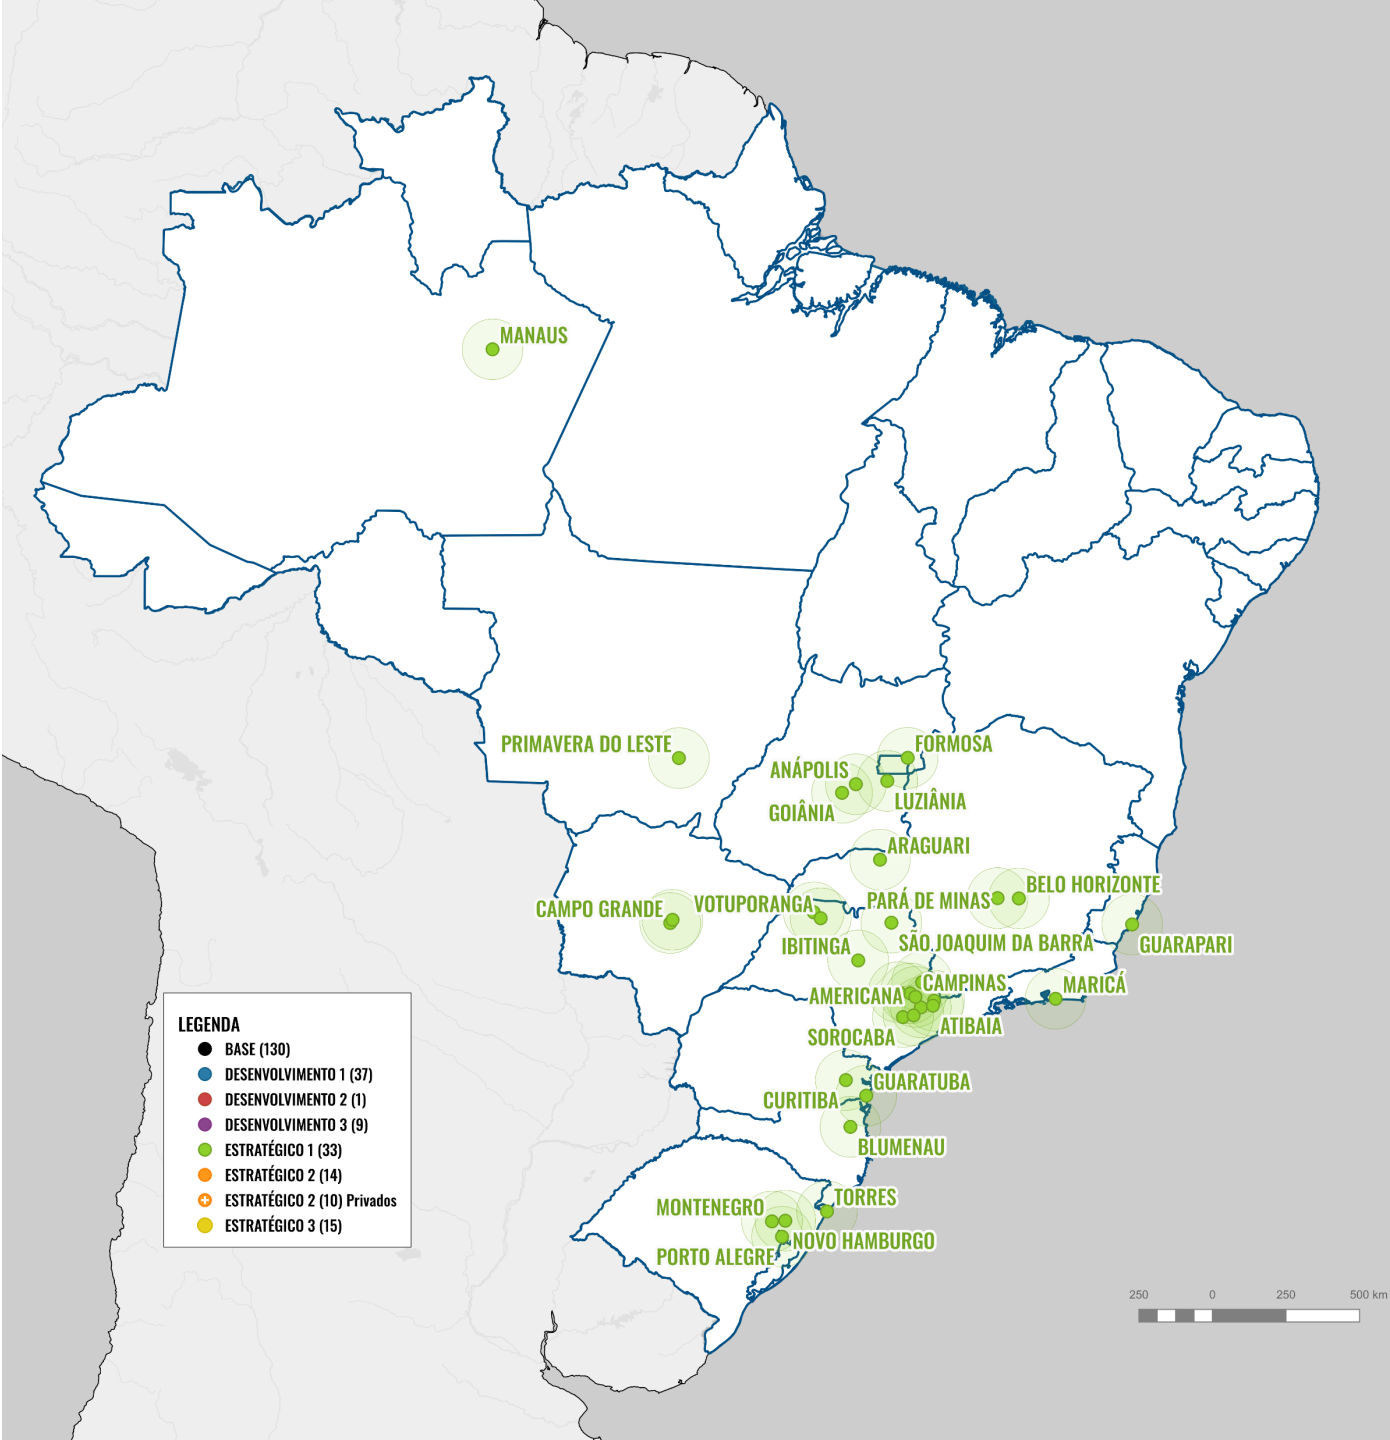 MANAUS
PRIMAVERA DO LESTE
FORMOSA
ANÁPOLIS
LUZIÂNIA
GOIÂNIA
ARAGUARI
BELO HORIZONTE
PARÁ DE MINAS
VOTUPORANGA
CAMPO GRANDE
SÃO JOAQUIM DA BARRA
GUARAPARI
IBITINGA
CAMPINAS
MARICÁ
AMERICANA
ATIBAIA
SOROCABA
GUARATUBA
CURITIBA
BLUMENAU
TORRES
MONTENEGRO
NOVO HAMBURGO
PORTO ALEGRE
LEGENDA
BASE (130)
DESENVOLVIMENTO 1 (37)
DESENVOLVIMENTO 2 (1)
DESENVOLVIMENTO 3 (9)
ESTRATÉGICO 1 (33)
ESTRATÉGICO 2 (14)
ESTRATÉGICO 2 (10) Privados
ESTRATÉGICO 3 (15)
250 0 250 500 km